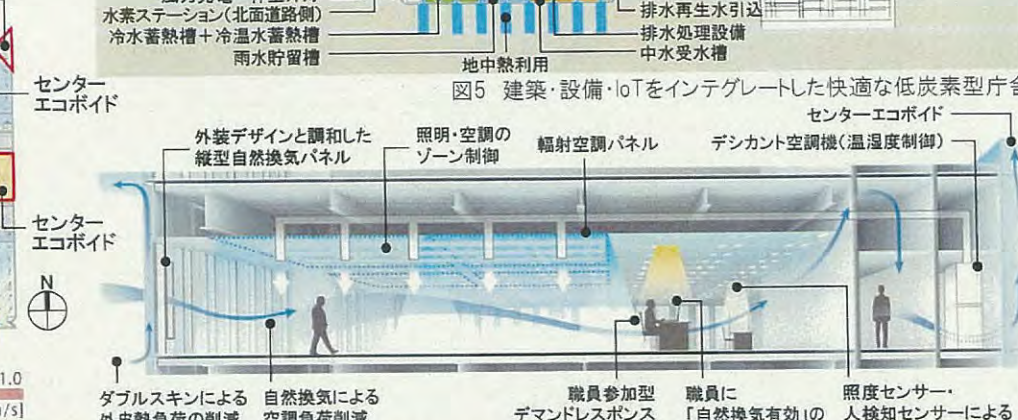 水素ステーション(北面道路側)
冷水蓄熱槽＋冷温水蓄熱槽
雨水貯留槽
地中熱利用
排水再生水引込
排水処理設備
中水受水槽
図5 建築・設備・IoTをインテグレートした快適な低炭素型庁舎
センター
エコボイド
センター
エコボイド
N
1.0
/s]
外装デザインと調和した
縦型自然換気パネル
照明・空調の
ゾーン制御
輻射空調パネル
センターエコボイド
デシカント空調機(温湿度制御)
ダブルスキンによる
外皮熱負荷の削減
自然換気による
空調負荷削減
職員参加型
デマンドレスポンス
職員に
「自然換気有効」の
照度センサー・
人検知センサーによる